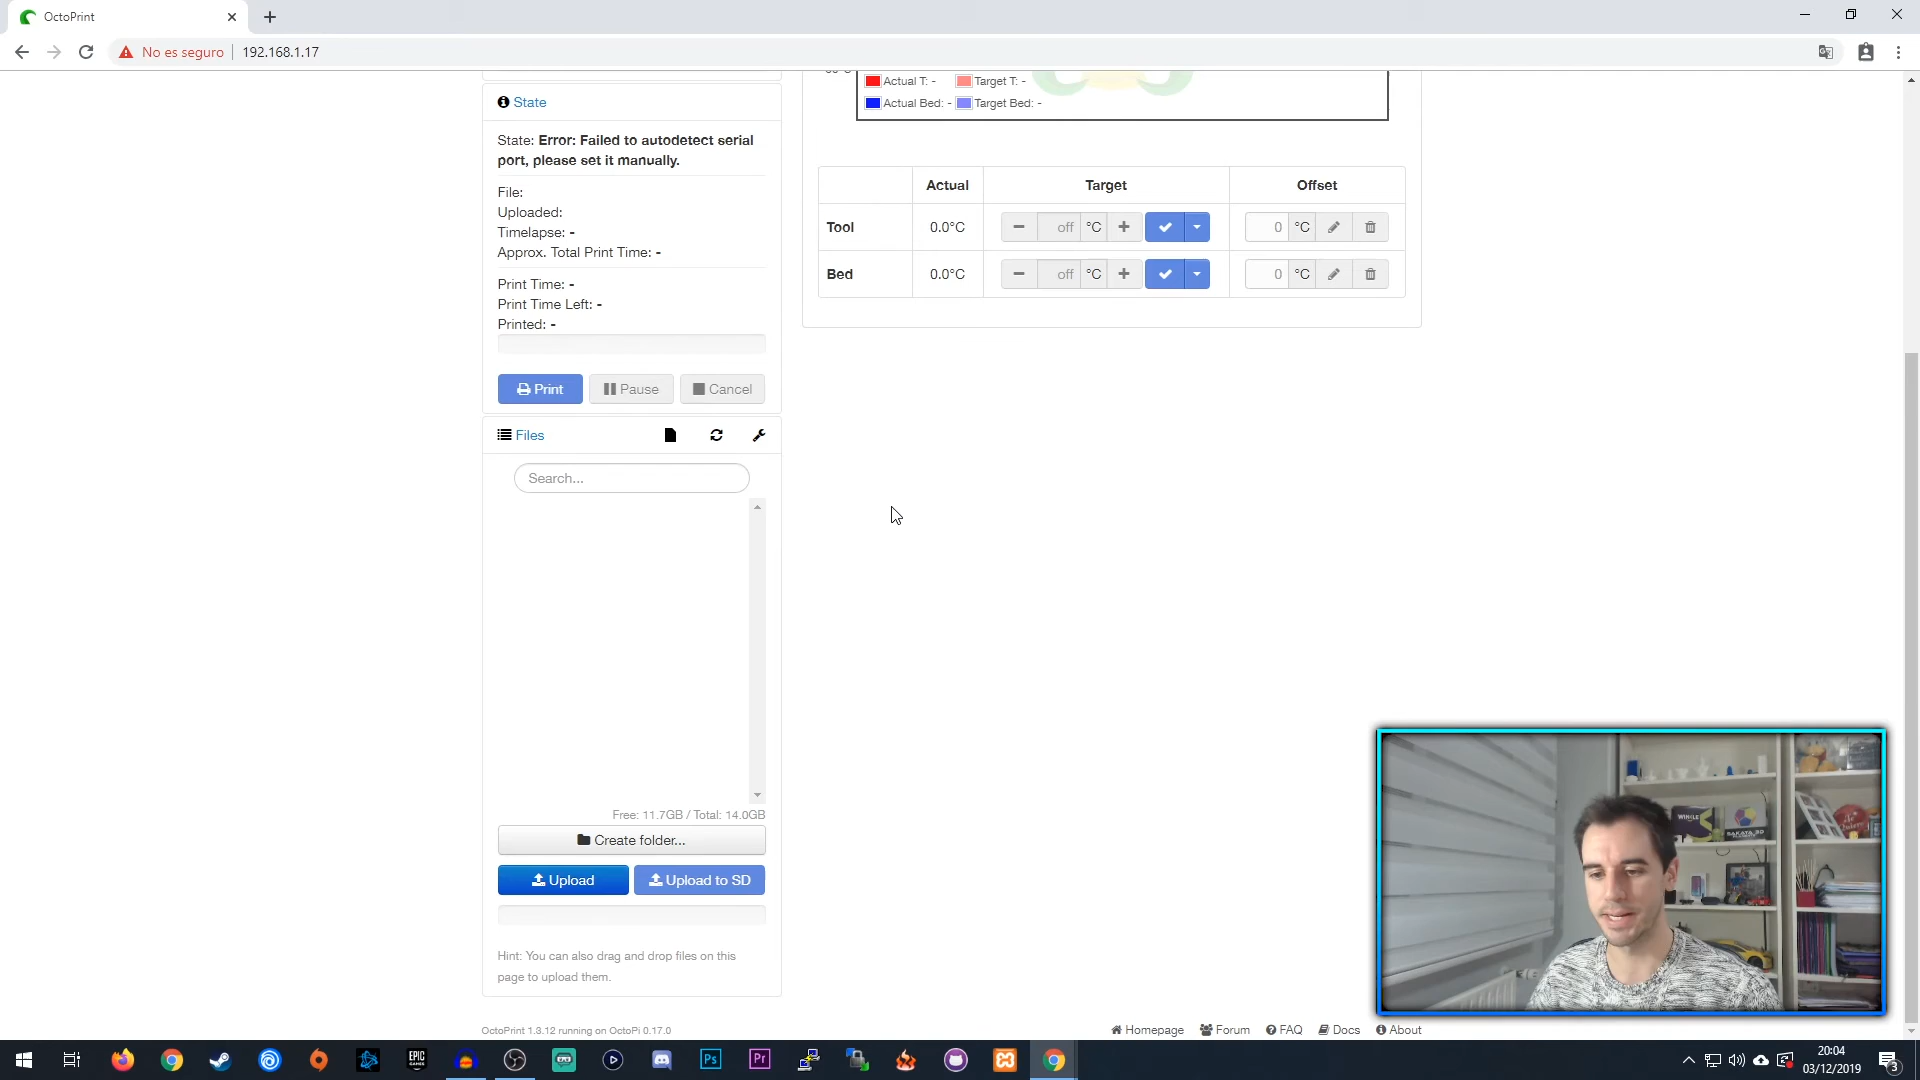 OctoPrint
No es seguro
192.168.1.17
Actual T: -
Target T: -
Actual Bed: -
Target Bed: -
State
State: Error: Failed to autodetect serial
port, please set it manually.
File:
Uploaded:
Timelapse: -
Approx. Total Print Time: -
Print Time: -
Print Time Left: -
Printed: -
Print
Pause
Cancel
Actual
Target
Offset
Tool
0.0°C
off
°C
0
°C
Bed
0.0°C
off
°C
0
°C
Files
Search...
Free: 11.7GB / Total: 14.0GB
Create folder...
Upload
Upload to SD
Hint: You can also drag and drop files on this
page to upload them.
OctoPrint 1.3.12 running on OctoPi 0.17.0
Homepage
Forum
FAQ
Docs
About
EPIC
GAMES
Ps
Pr
20:04
03/12/2019
3